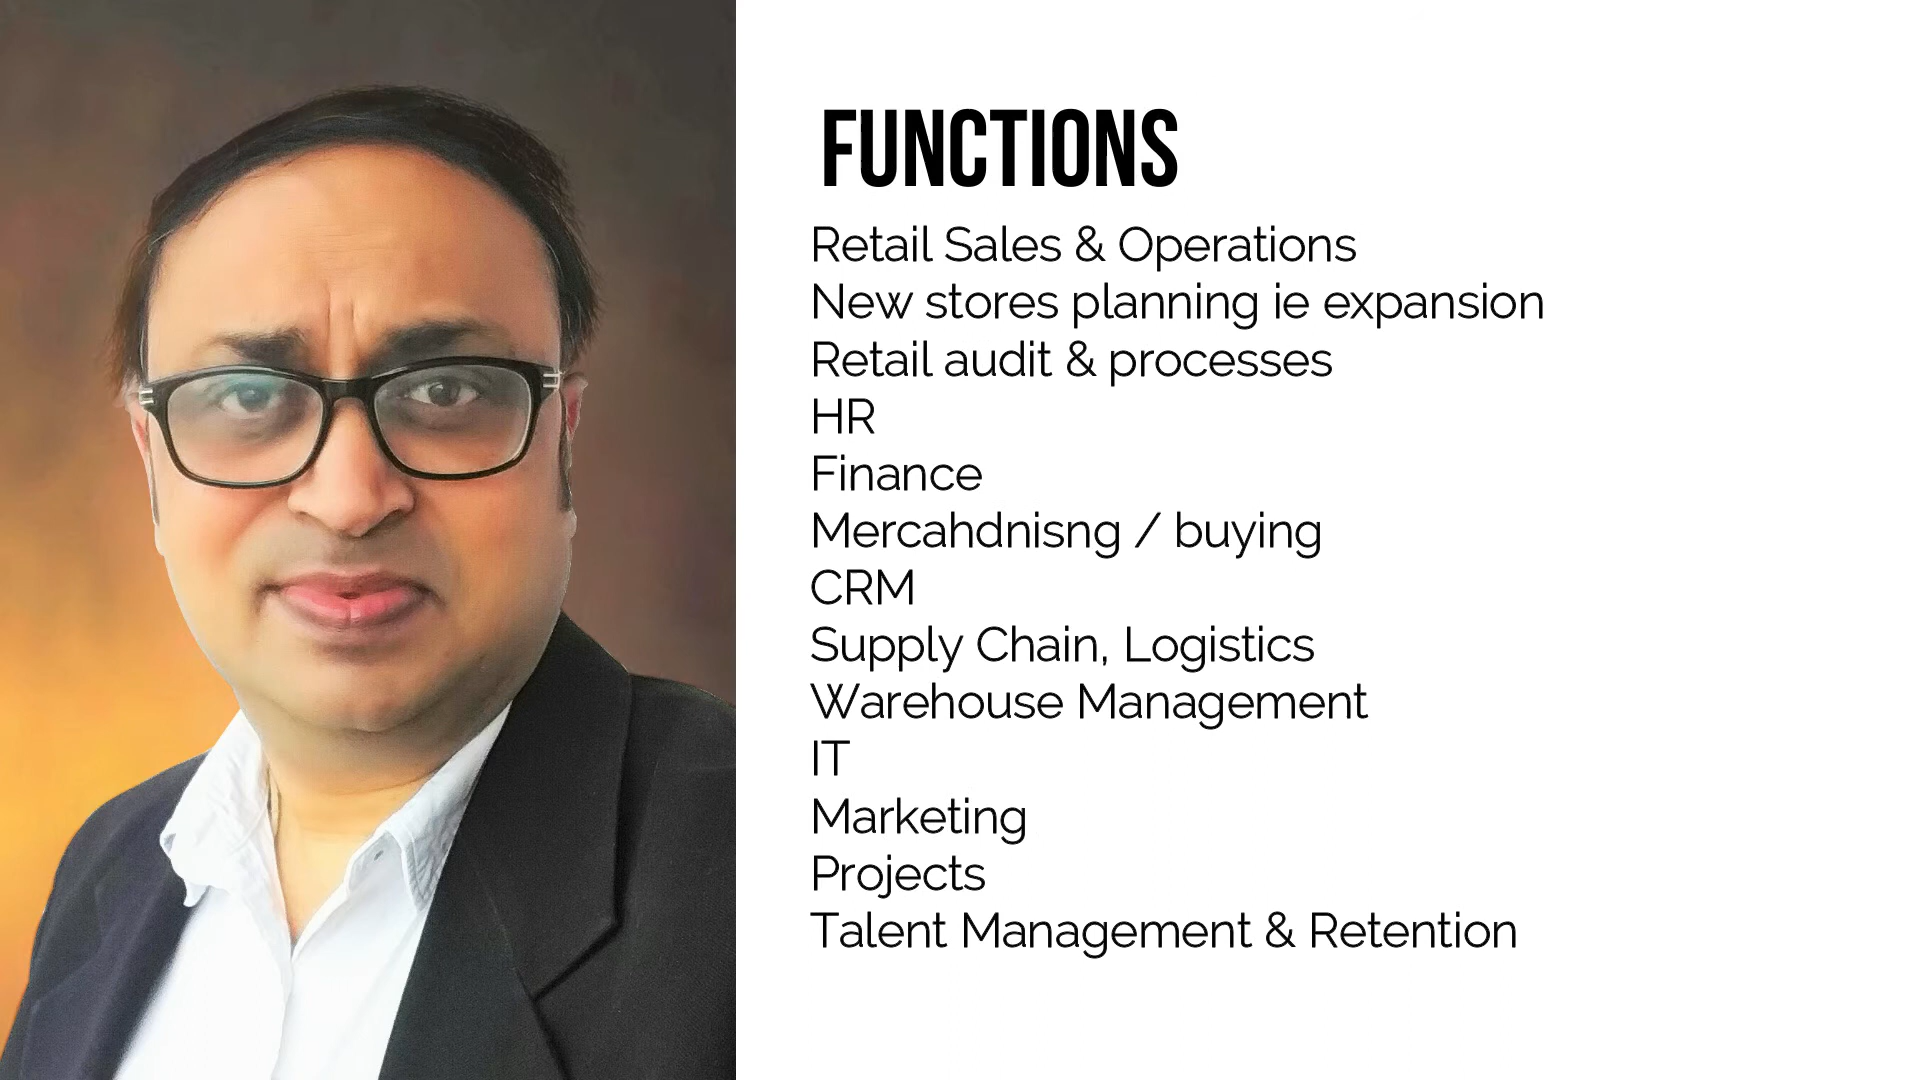 FUNCTIONS
Retail Sales & Operations
New stores planning ie expansion
Retail audit & processes
HR
Finance
Mercahdnisng / buying
CRM
Supply Chain, Logistics
Warehouse Management
IT
Marketing
Projects
Talent Management & Retention